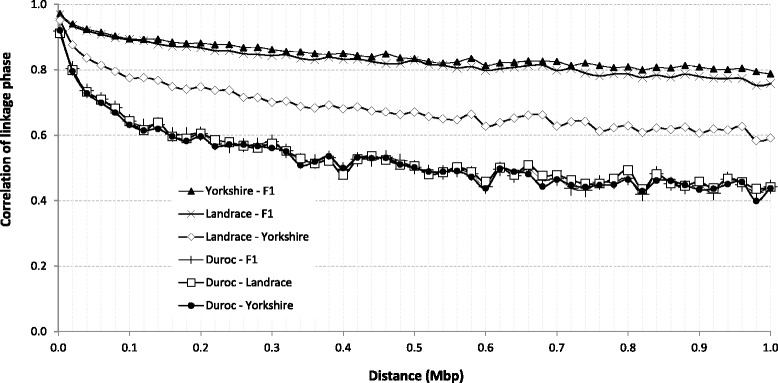 Correlation of linkage phase
1.0
0.8
0.6
0.4
0.2
0.0
Yorkshire - F1
Landrace - F1
Landrace - Yorkshire
Duroc - F1
Duroc - Landrace
Duroc - Yorkshire
0.0 0.1 0.2 0.3 0.4 0.5 0.6 0.7 0.8 0.9 1.0
Distance (Mbp)